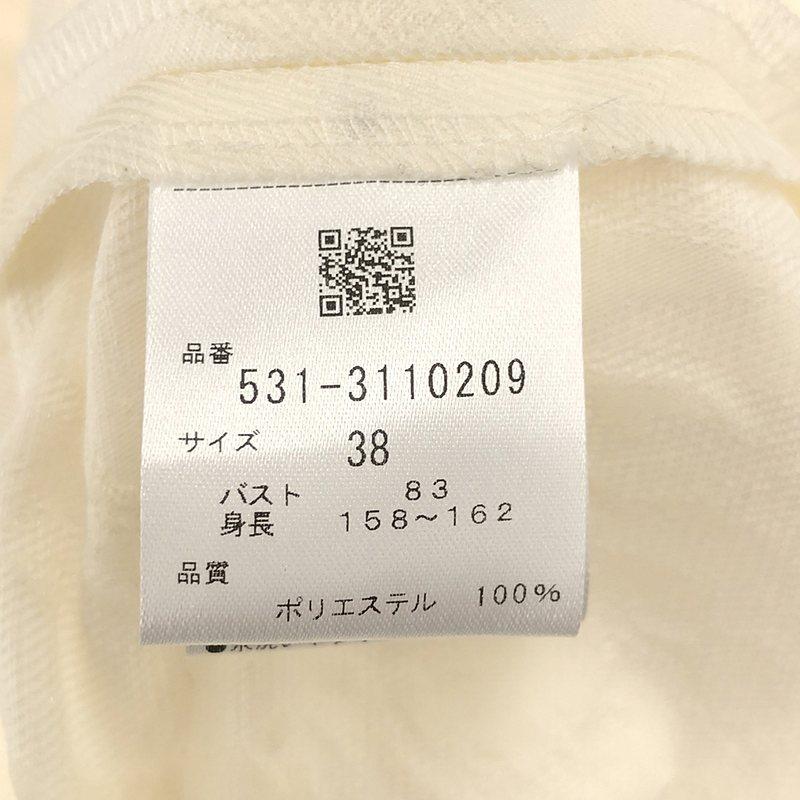 品番
531-3110209
サイズ 38
バスト 83
身長 158～162
品質
ポリエステル 100%